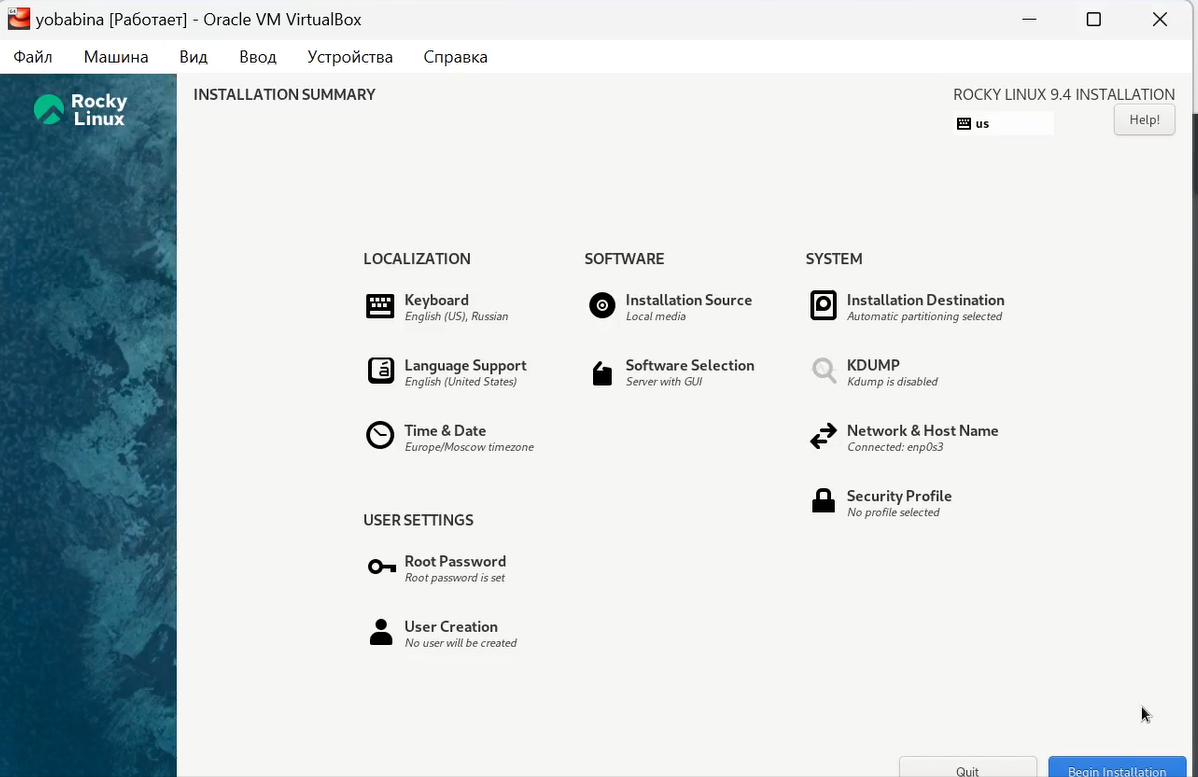 yobabina [Работает] - Oracle VM VirtualBox
Файл Машина Вид Ввод Устройства Справка
Rocky
Linux
INSTALLATION SUMMARY
ROCKY LINUX 9.4 INSTALLATION
us
Help!
LOCALIZATION
Keyboard
English (US), Russian
Language Support
English (United States)
Time & Date
Europe/Moscow timezone
SOFTWARE
Installation Source
Local media
Software Selection
Server with GUI
SYSTEM
Installation Destination
Automatic partitioning selected
KDUMP
Kdump is disabled
Network & Host Name
Connected: enp0s3
Security Profile
No profile selected
USER SETTINGS
Root Password
Root password is set
User Creation
No user will be created
Quit
Begin Installation